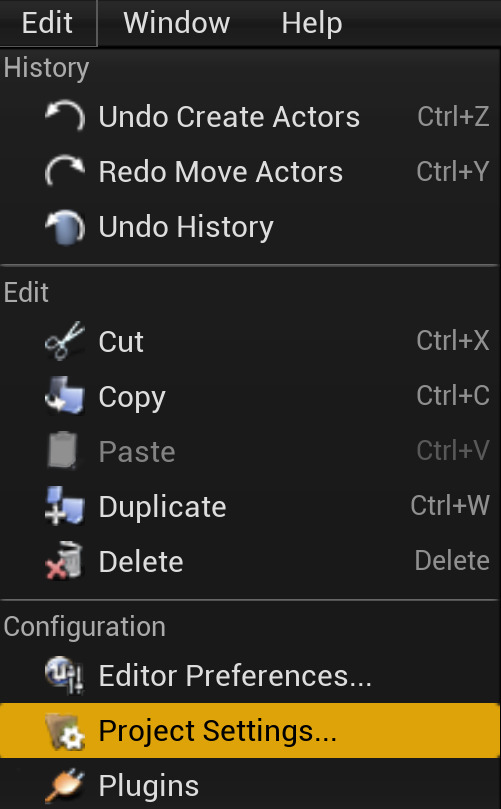 Edit Window Help
History
Undo Create Actors Ctrl+Z
Redo Move Actors Ctrl+Y
Undo History
Edit
Cut Ctrl+X
Copy Ctrl+C
Paste Ctrl+V
Duplicate Ctrl+W
Delete Delete
Configuration
Editor Preferences...
Project Settings...
Plugins